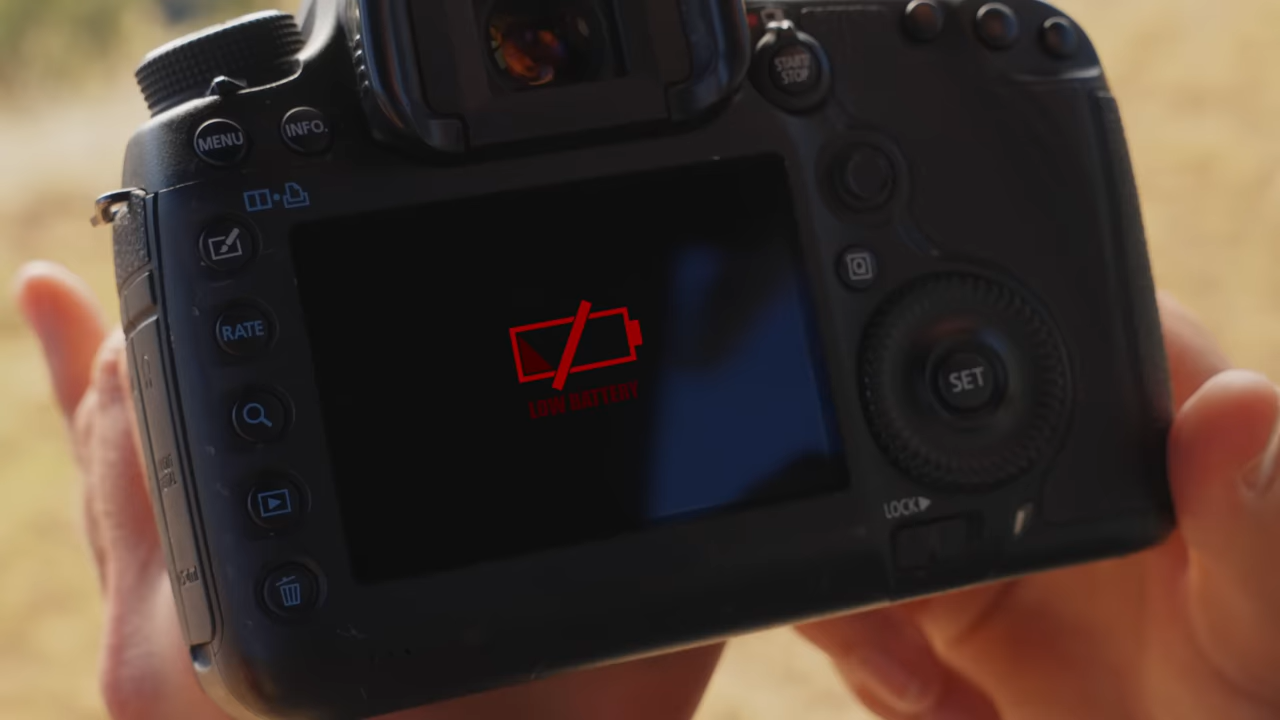 START/
STOP
MENU
INFO.
Q
RATE
SET
LOW BATTERY
LOCK